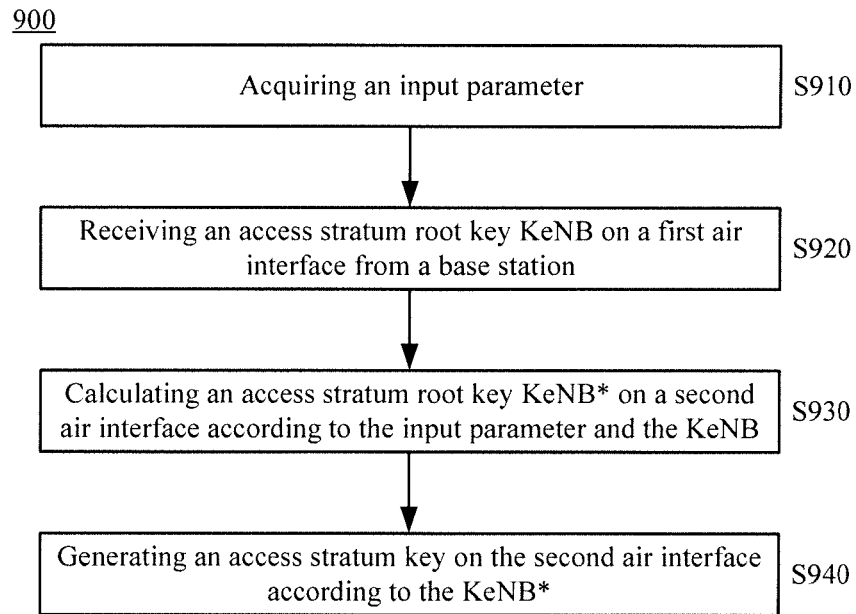 900
Acquiring an input parameter
S910
Receiving an access stratum root key KeNB on a first air
interface from a base station
S920
Calculating an access stratum root key KeNB* on a second
air interface according to the input parameter and the KeNB
S930
Generating an access stratum key on the second air interface
according to the KeNB*
S940